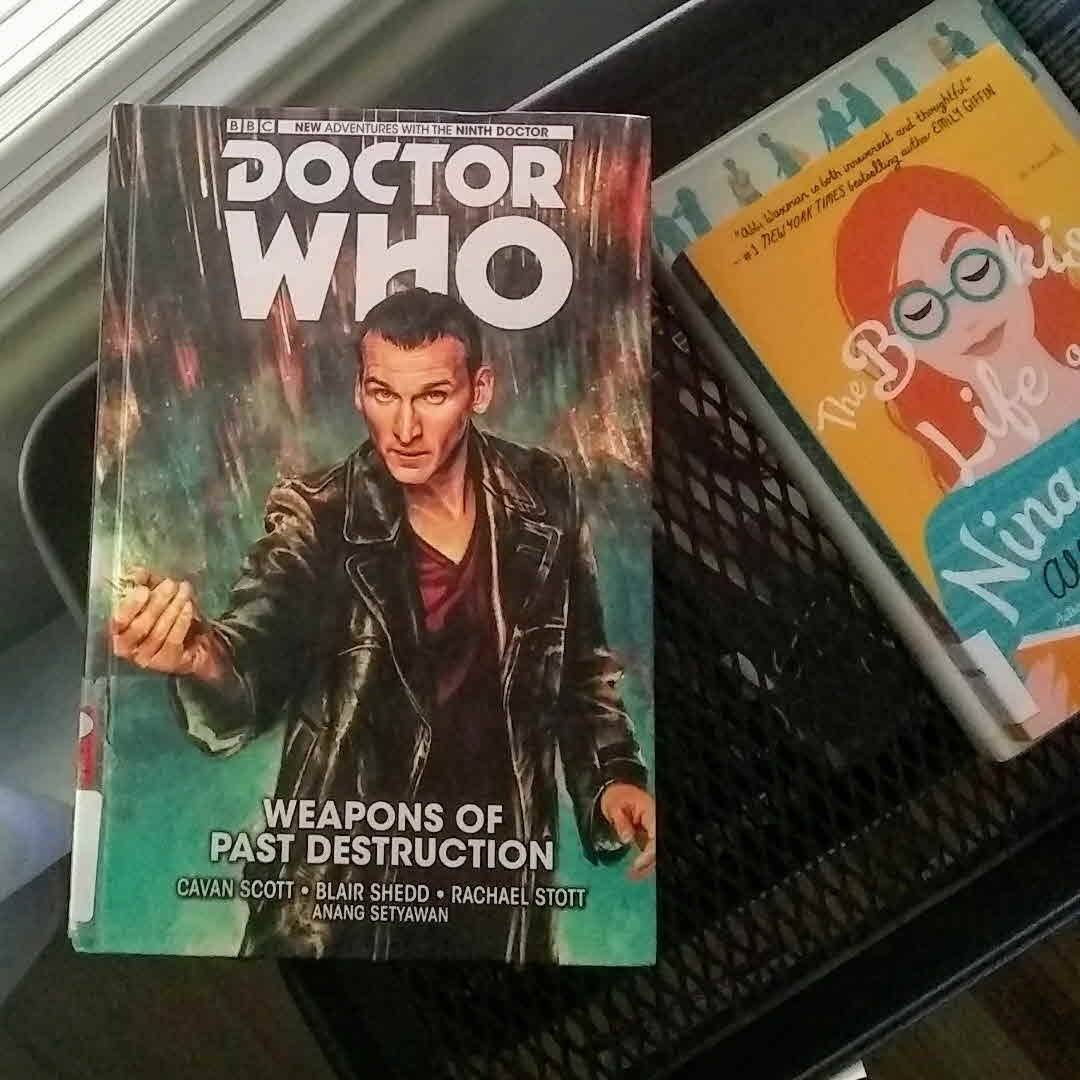 BBC NEW ADVENTURES WITH THE NINTH DOCTOR
DOCTOR
WHO
WEAPONS OF
PAST DESTRUCTION
CAVAN SCOTT • BLAIR SHEDD • RACHAEL STOTT
ANANG SETYAWAN
"Abbi Waxman is both irreverent and thoughtful"
—#1 NEW YORK TIMES bestselling author EMILY GIFFIN
The Bookis
Life o
Nina